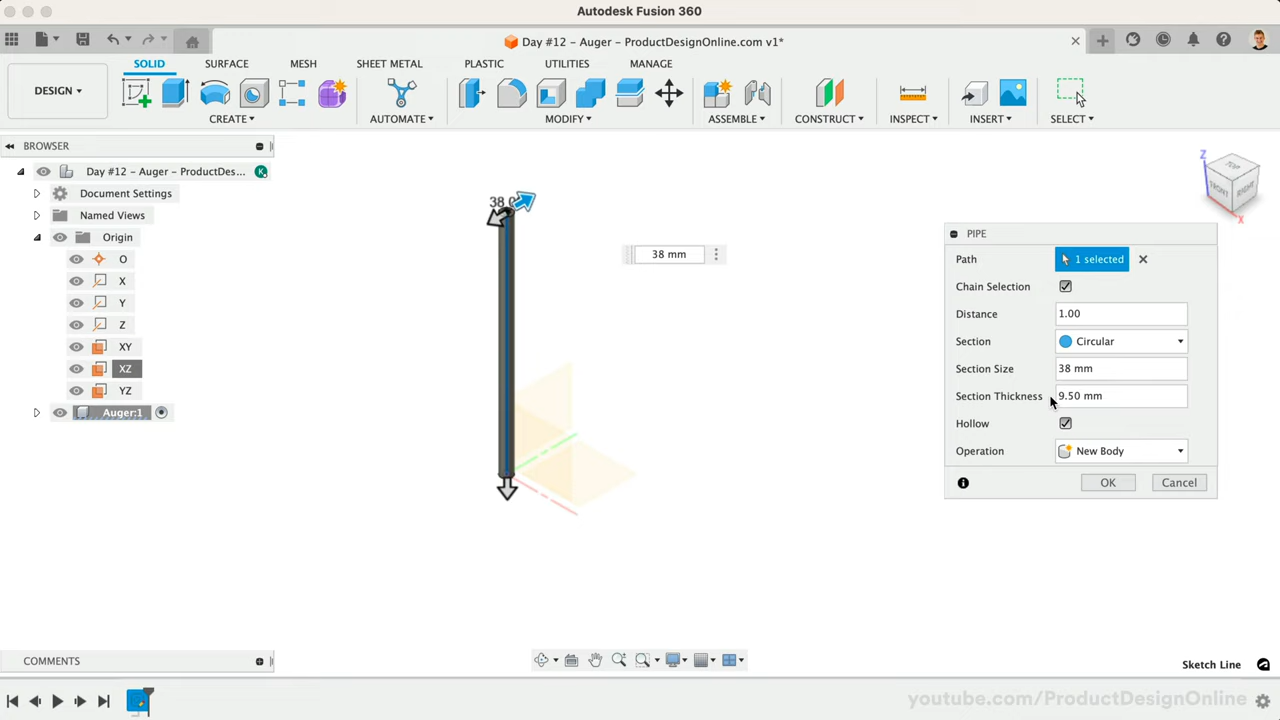 Autodesk Fusion 360
Day #12 – Auger – ProductDesignOnline.com v1*
DESIGN
SOLID
SURFACE
MESH
SHEET METAL
PLASTIC
UTILITIES
MANAGE
CREATE
AUTOMATE
MODIFY
ASSEMBLE
CONSTRUCT
INSPECT
INSERT
SELECT
BROWSER
Day #12 – Auger – ProductDes...
K
Document Settings
Named Views
Origin
O
X
Y
Z
XY
XZ
YZ
Auger:1
38 mm
Z
TOP
FRONT
RIGHT
X
PIPE
Path 1 selected
Chain Selection
Distance 1.00
Section Circular
Section Size 38 mm
Section Thickness 9.50 mm
Hollow
Operation New Body
OK Cancel
COMMENTS
Sketch Line
youtube.com/ProductDesignOnline